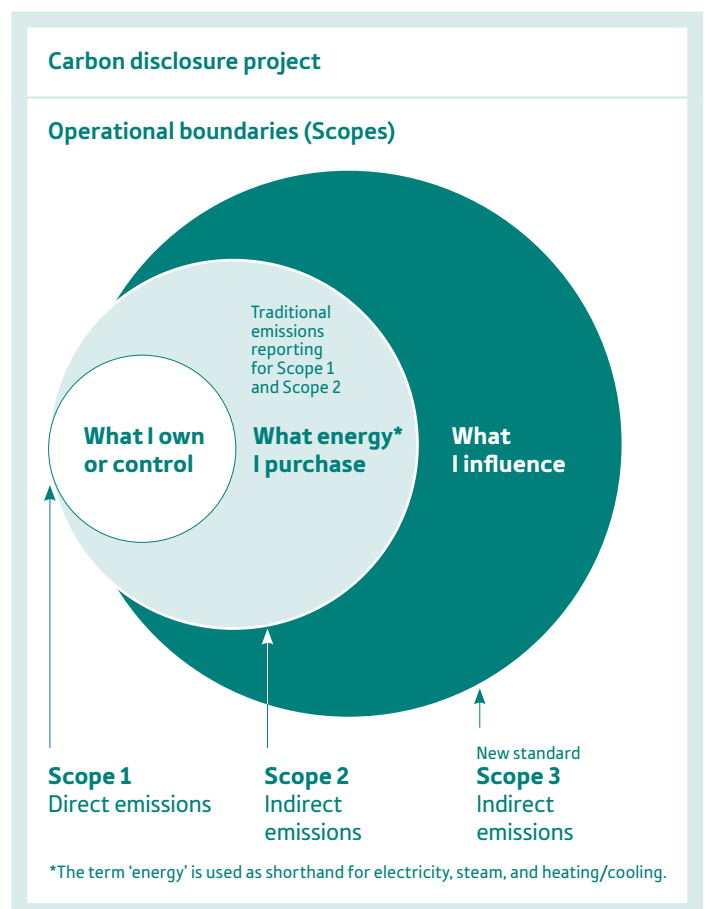 Carbon disclosure project
Operational boundaries (Scopes)
Traditional
emissions
reporting
for Scope 1
and Scope 2
What I own
or control
What energy*
I purchase
What
I influence
Scope 1
Direct emissions
Scope 2
Indirect
emissions
New standard
Scope 3
Indirect
emissions
*The term ‘energy’ is used as shorthand for electricity, steam, and heating/cooling.